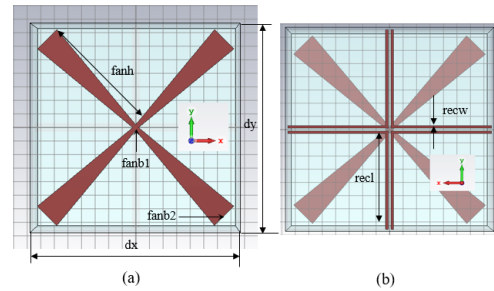 (a)
fanh
y
x
dy
fanb1
fanb2
dx
(b)
recw
recl
y
x